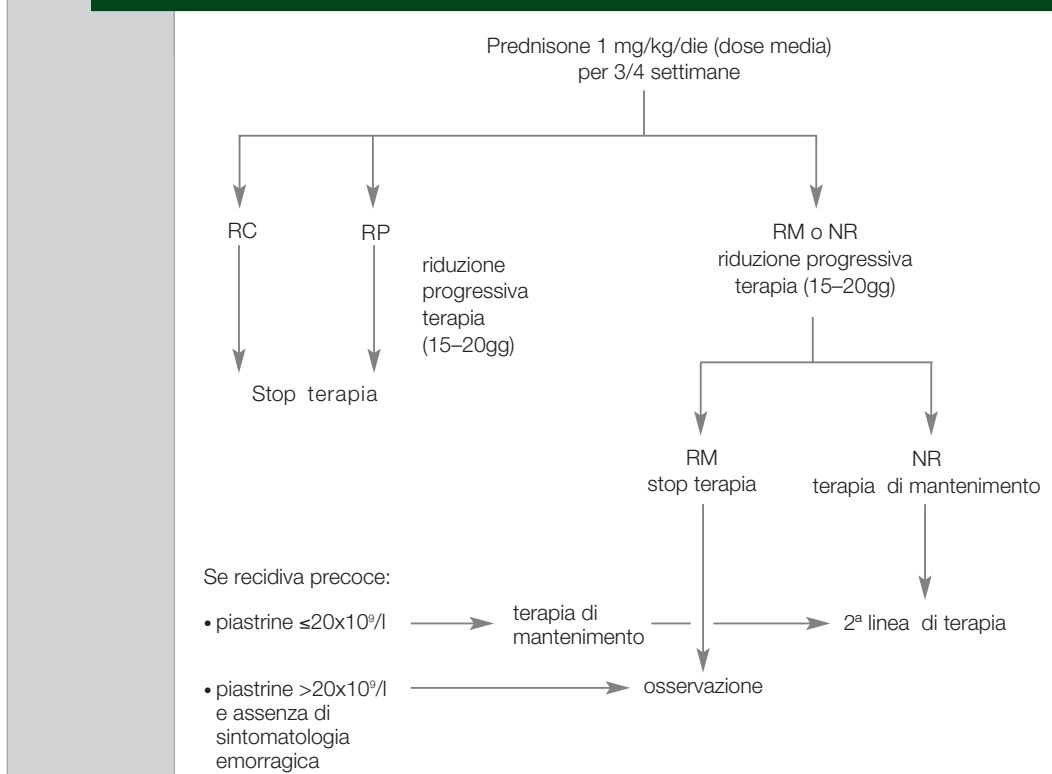 Prednisone 1 mg/kg/die (dose media)
per 3/4 settimane
RC
RP
riduzione
progressiva
terapia
(15–20gg)
Stop terapia
RM o NR
riduzione progressiva
terapia (15–20gg)
RM
stop terapia
NR
terapia di mantenimento
Se recidiva precoce:
• piastrine ≤20x10⁹/l
terapia di
mantenimento
2ª linea di terapia
• piastrine >20x10⁹/l
e assenza di
sintomatologia
emorragica
osservazione